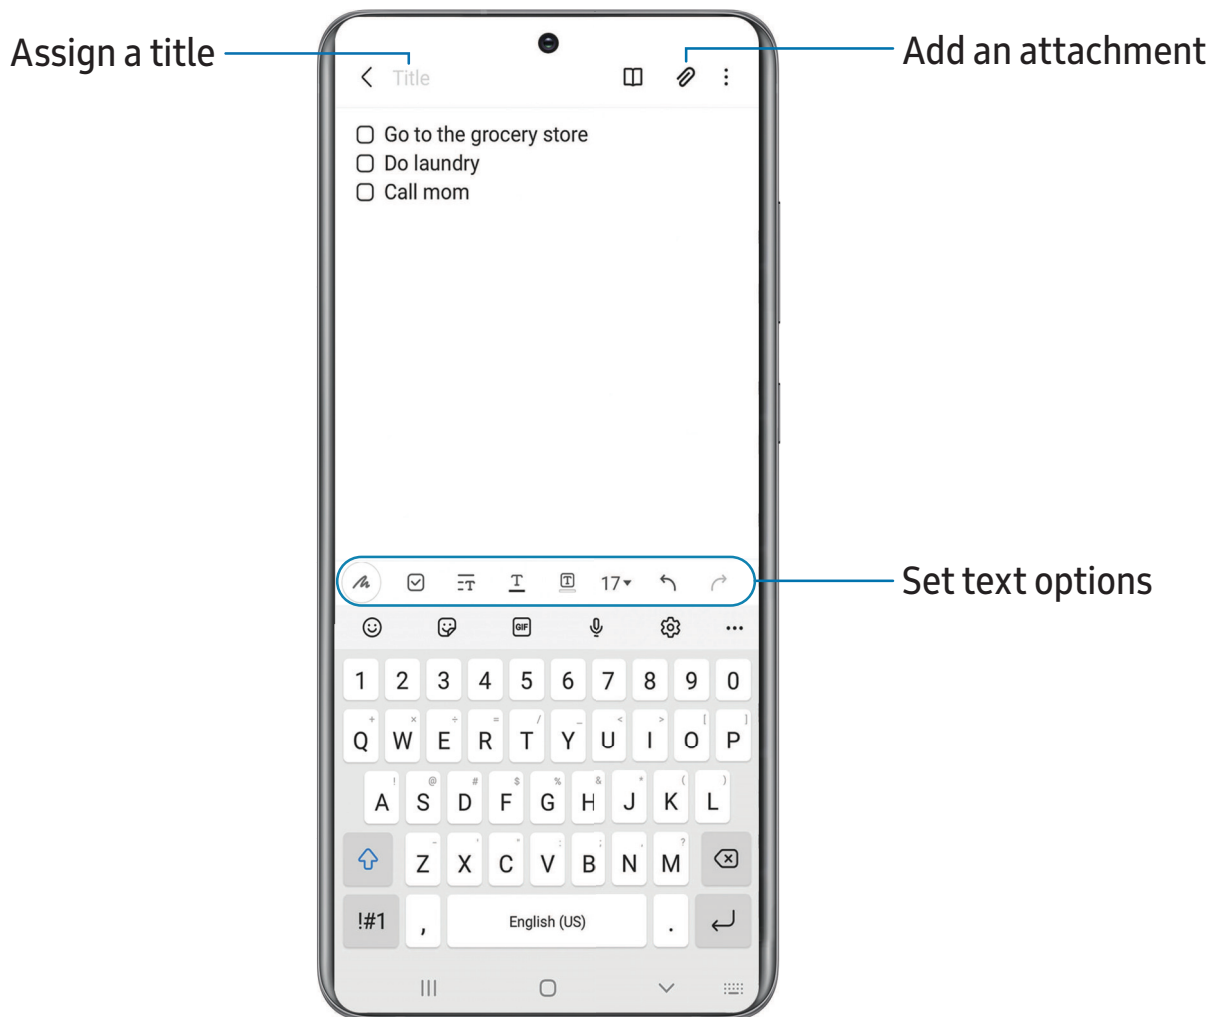 Assign a title
Add an attachment
Title
Go to the grocery store
Do laundry
Call mom
Set text options
T T T 17
GIF
1 2 3 4 5 6 7 8 9 0
+ × ÷ = / _ < > [ ]
Q W E R T Y U I O P
! @ # $ % & * ( )
A S D F G H J K L
- ' " : ; , ?
Z X C V B N M
!#1 , English (US) .